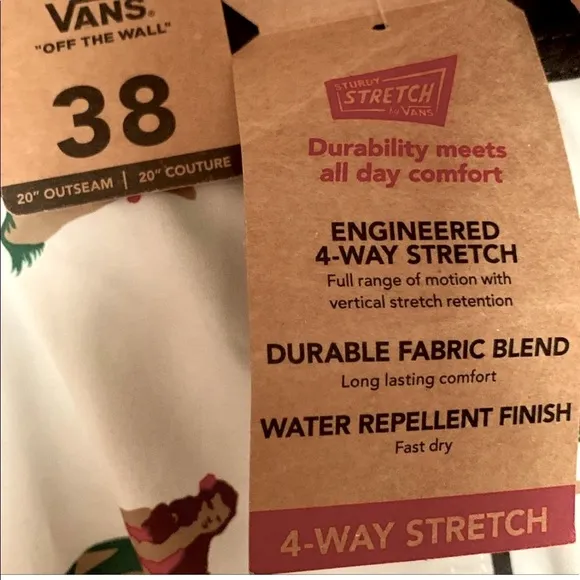 VANS®
"OFF THE WALL"
38
20" OUTSEAM | 20" COUTURE
STURDY
STRETCH
by VANS
Durability meets
all day comfort
ENGINEERED
4-WAY STRETCH
Full range of motion with
vertical stretch retention
DURABLE FABRIC BLEND
Long lasting comfort
WATER REPELLENT FINISH
Fast dry
4-WAY STRETCH